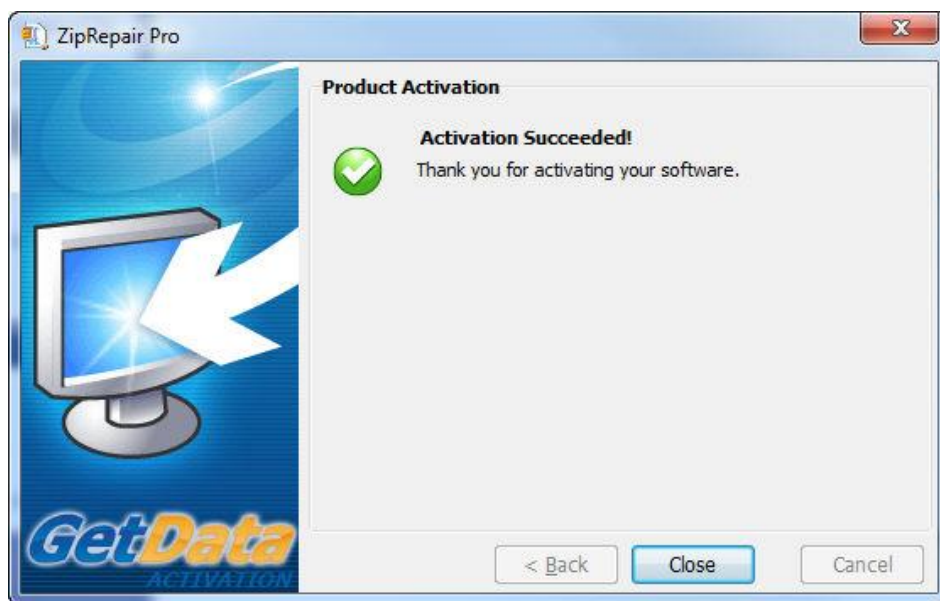 ZipRepair Pro
Product Activation
Activation Succeeded!
Thank you for activating your software.
GetData
ACTIVATION
< Back
Close
Cancel